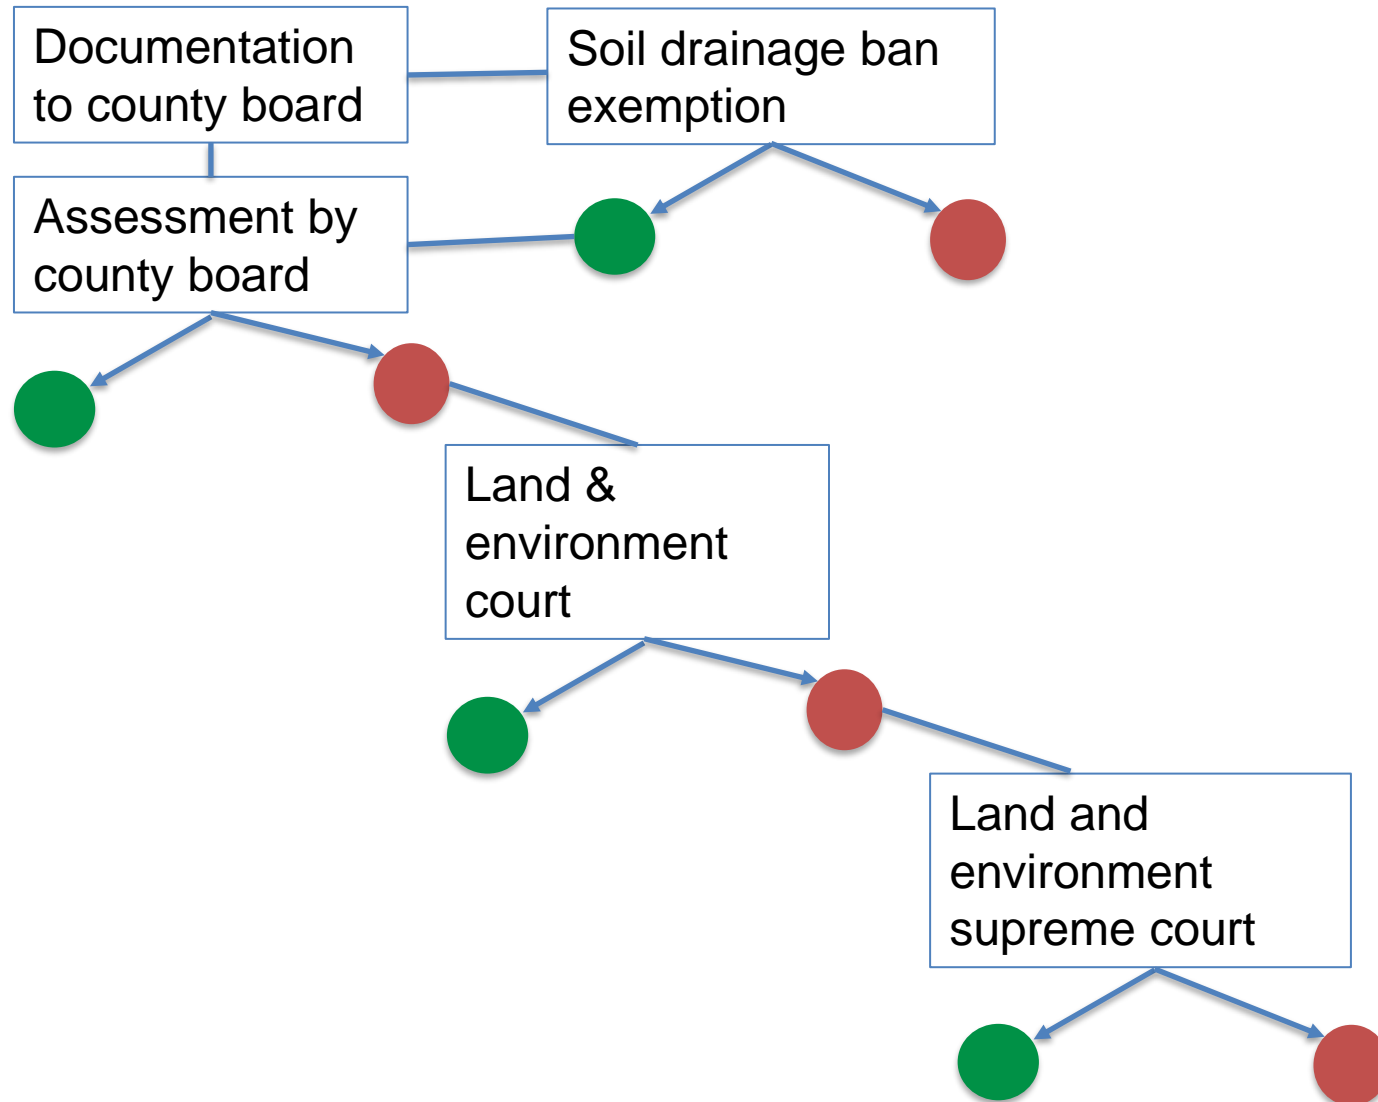 Documentation
to county board
Soil drainage ban
exemption
Assessment by
county board
Land &
environment
court
Land and
environment
supreme court